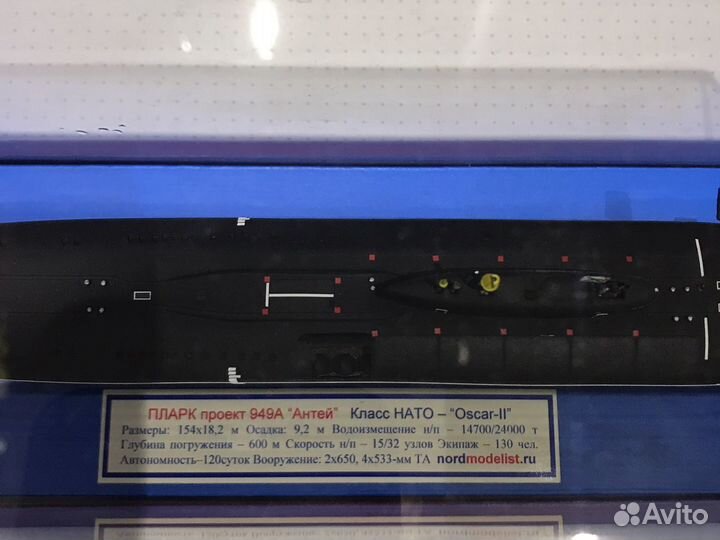 ПЛАРК проект 949А "Антей" Класс НАТО – "Oscar-II"
Размеры: 154х18,2 м Осадка: 9,2 м Водоизмещение н/п – 14700/24000 т
Глубина погружения – 600 м Скорость н/п – 15/32 узлов Экипаж – 130 чел.
Автономность–120суток Вооружение: 2х650, 4х533-мм ТА nordmodelist.ru
Avito